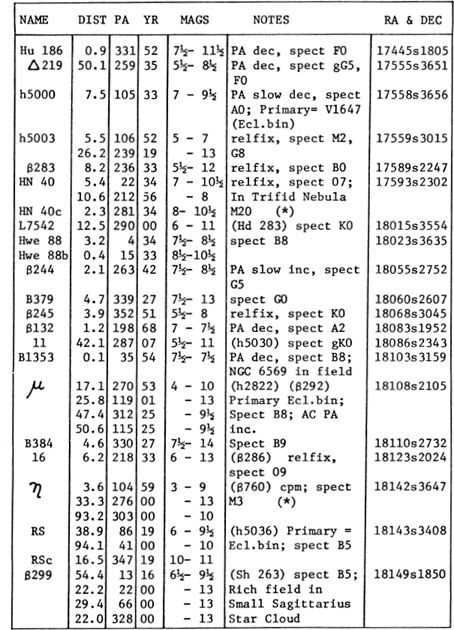 NAME DIST PA YR MAGS NOTES RA & DEC
Hu 186 0.9 331 52 7½- 11½ PA dec, spect F0 17445s1805
Δ219 50.1 259 35 5½- 8½ PA dec, spect gG5, 17555s3651
F0
h5000 7.5 105 33 7 - 9½ PA slow dec, spect 17558s3656
A0; Primary= V1647
(Ecl.bin)
h5003 5.5 106 52 5 - 7 relfix, spect M2, 17559s3015
26.2 239 19 - 13 G8
β283 8.2 236 33 5½- 12 relfix, spect B0 17589s2247
HN 40 5.4 22 34 7 - 10½ relfix, spect 07; 17593s2302
10.6 212 56 - 8 In Trifid Nebula
HN 40c 2.3 281 34 8- 10½ M20 (*)
L7542 12.5 290 00 6 - 11 (Hd 283) spect K0 18015s3554
Hwe 88 3.2 4 34 7½- 8½ spect B8 18023s3635
Hwe 88b 0.4 15 33 8½-10½
β244 2.1 263 42 7½- 8½ PA slow inc, spect 18055s2752
G5
B379 4.7 339 27 7½- 13 spect G0 18060s2607
β245 3.9 352 51 5½- 8 relfix, spect K0 18068s3045
β132 1.2 198 68 7 - 7½ PA dec, spect A2 18083s1952
11 42.1 287 07 5½- 11 (h5030) spect gK0 18086s2343
B1353 0.1 35 54 7½- 7½ PA dec, spect B8; 18103s3159
NGC 6569 in field
μ 17.1 270 53 4 - 10 (h2822) (β292) 18108s2105
25.8 119 01 - 13 Primary Ecl.bin;
47.4 312 25 - 9½ Spect B8; AC PA
50.6 115 25 - 9½ inc.
B384 4.6 330 27 7½- 14 Spect B9 18110s2732
16 6.2 218 33 6 - 13 (β286) relfix, 18123s2024
spect 09
η 3.6 104 59 3 - 9 (β760) cpm; spect 18142s3647
33.3 276 00 - 13 M3 (*)
93.2 303 00 - 10
RS 38.9 86 19 6 - 9½ (h5036) Primary = 18143s3408
94.1 41 00 - 10 Ecl.bin; spect B5
RSc 16.5 347 19 10- 11
β299 54.4 13 16 6½- 9½ (Sh 263) spect B5; 18149s1850
22.2 22 00 - 13 Rich field in
29.4 66 00 - 13 Small Sagittarius
22.0 328 00 - 13 Star Cloud